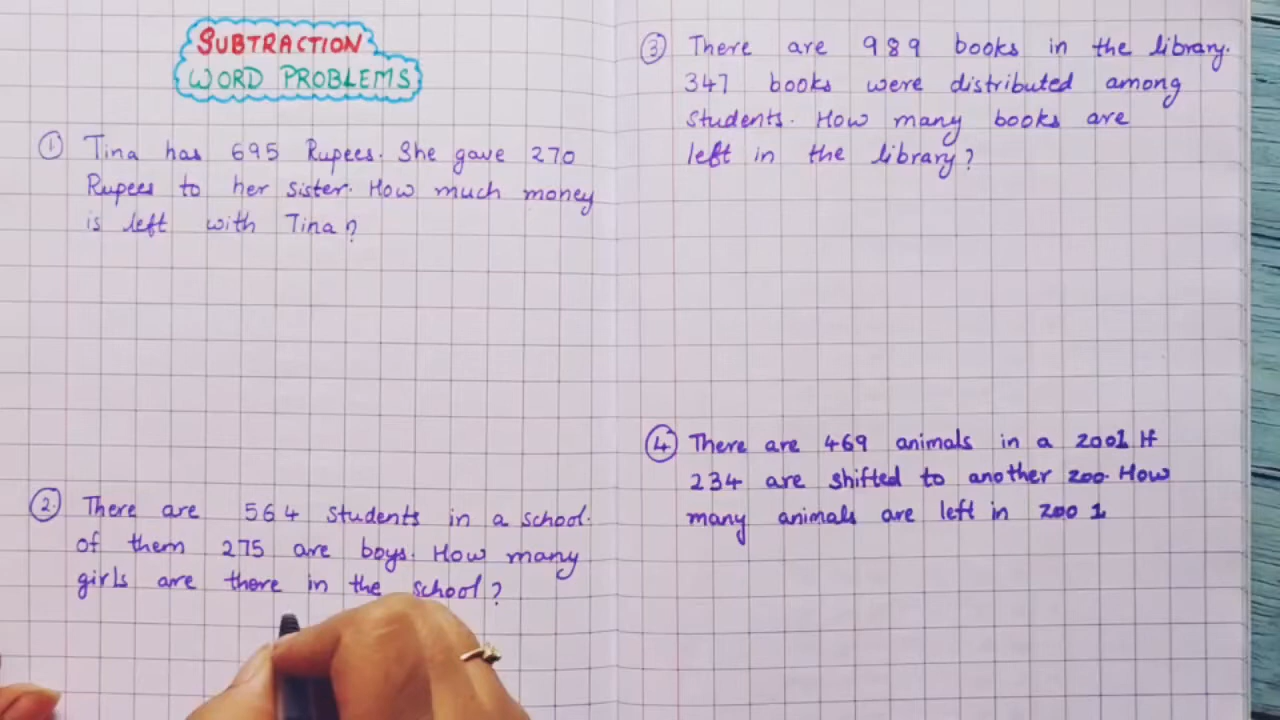 SUBTRACTION
WORD PROBLEMS
① Tina has 695 Rupees. She gave 270
Rupees to her sister. How much money
is left with Tina?
②. There are 564 students in a school.
of them 275 are boys. How many
girls are there in the school?
③ There are 989 books in the library.
347 books were distributed among
students. How many books are
left in the library?
④ There are 469 animals in a zoo1 If
234 are shifted to another zoo. How
many animals are left in zoo 1